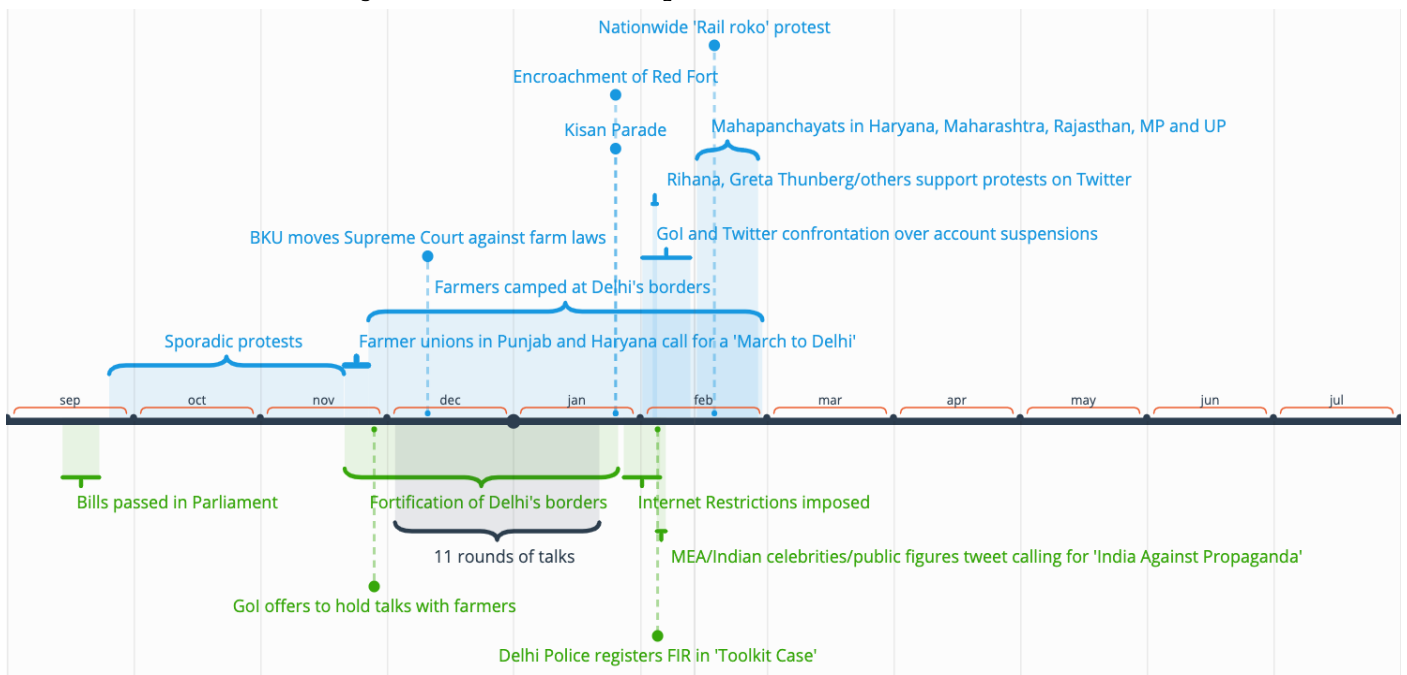 Nationwide 'Rail roko' protest
Encroachment of Red Fort
Kisan Parade
Mahapanchayats in Haryana, Maharashtra, Rajasthan, MP and UP
Rihana, Greta Thunberg/others support protests on Twitter
BKU moves Supreme Court against farm laws
GoI and Twitter confrontation over account suspensions
Farmers camped at Delhi's borders
Sporadic protests
Farmer unions in Punjab and Haryana call for a 'March to Delhi'
sep oct nov dec jan feb mar apr may jun jul
Bills passed in Parliament
Fortification of Delhi's borders
Internet Restrictions imposed
11 rounds of talks
MEA/Indian celebrities/public figures tweet calling for 'India Against Propaganda'
GoI offers to hold talks with farmers
Delhi Police registers FIR in 'Toolkit Case'